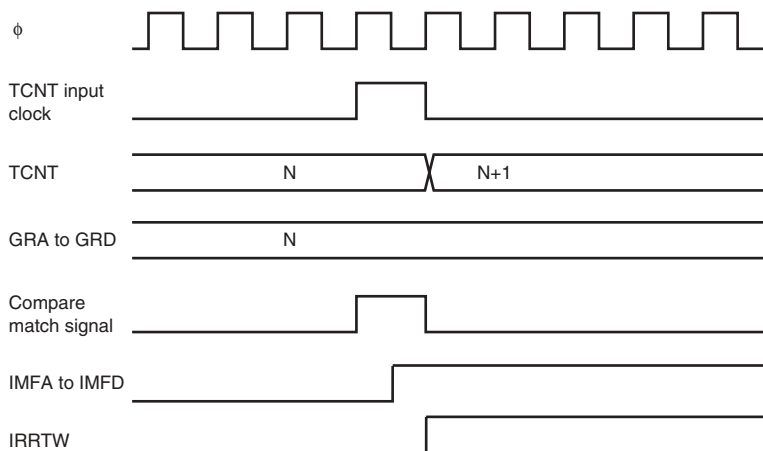 ϕ
TCNT input
clock
TCNT
N
N+1
GRA to GRD
N
Compare
match signal
IMFA to IMFD
IRRTW